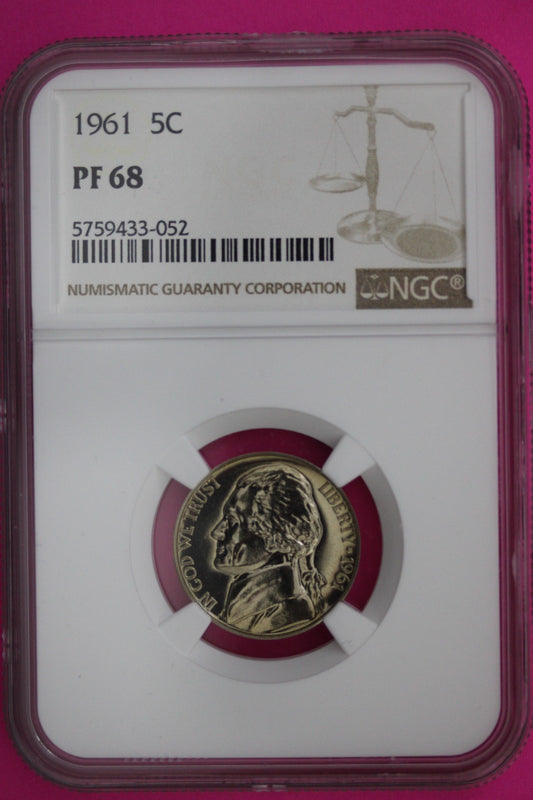 1961 5C
PF 68
5759433-052
NUMISMATIC GUARANTY CORPORATION
NGC®
IN GOD WE TRUST
LIBERTY 1961